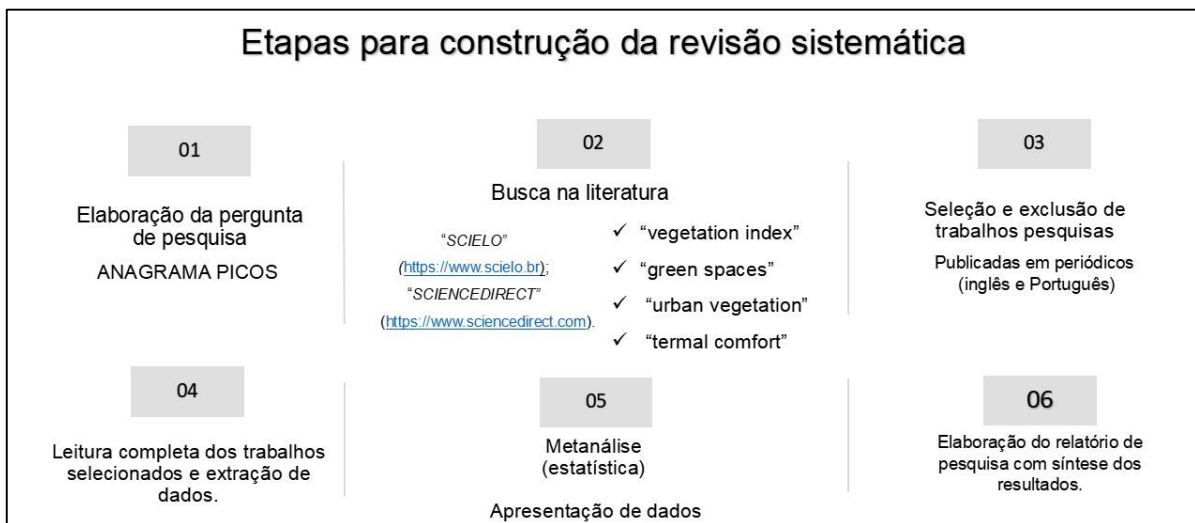 Etapas para construção da revisão sistemática
01
Elaboração da pergunta
de pesquisa
ANAGRAMA PICOS
02
Busca na literatura
“SCIELO”
(https://www.scielo.br);
“SCIENCEDIRECT”
(https://www.sciencedirect.com).
✓ “vegetation index”
✓ “green spaces”
✓ “urban vegetation”
✓ “termal comfort”
03
Seleção e exclusão de
trabalhos pesquisas
Publicadas em periódicos
(inglês e Português)
04
Leitura completa dos trabalhos
selecionados e extração de
dados.
05
Metanálise
(estatística)
Apresentação de dados
06
Elaboração do relatório de
pesquisa com síntese dos
resultados.